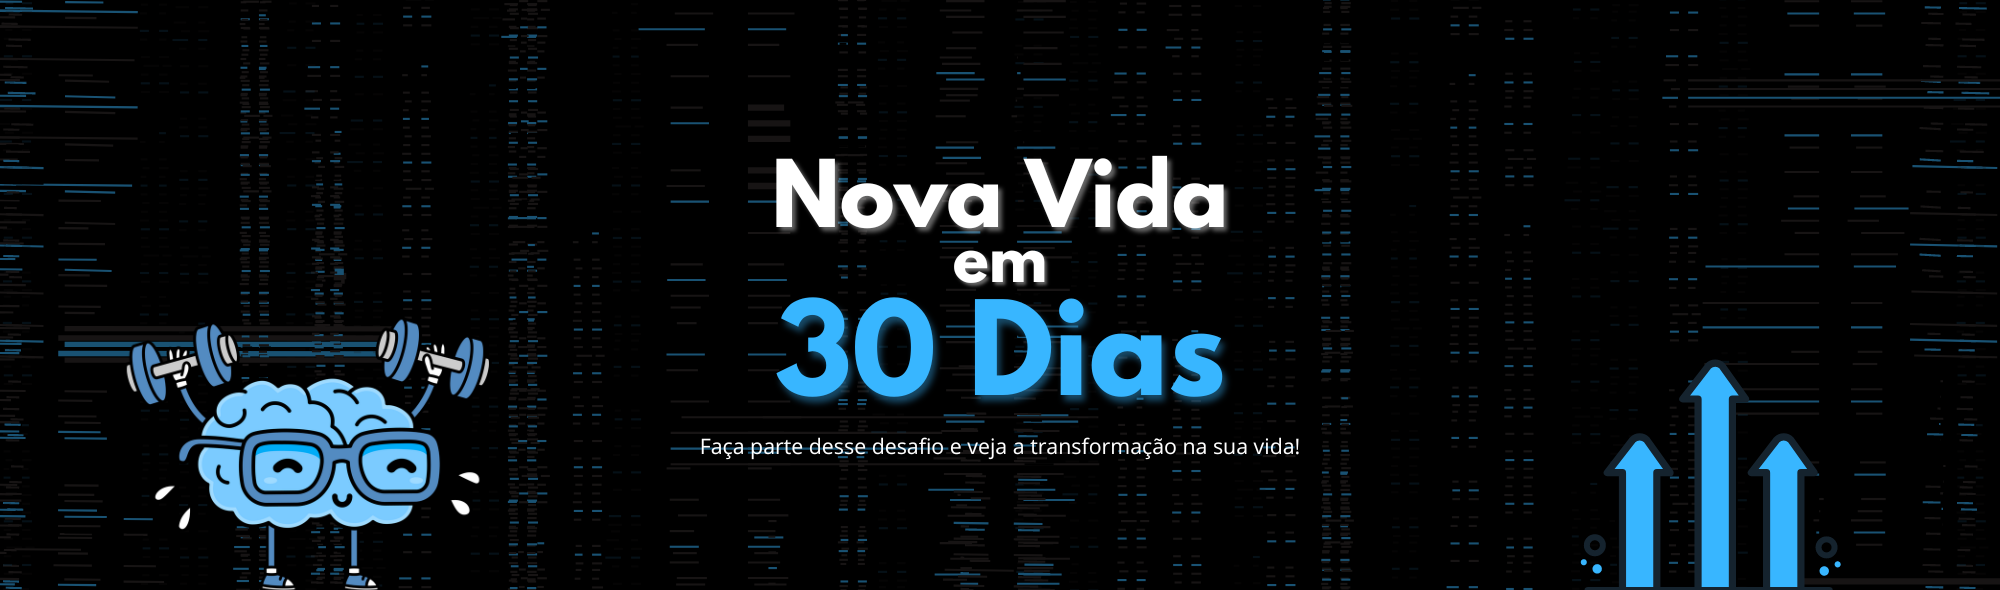 Nova Vida
em
30 Dias
Faça parte desse desafio e veja a transformação na sua vida!